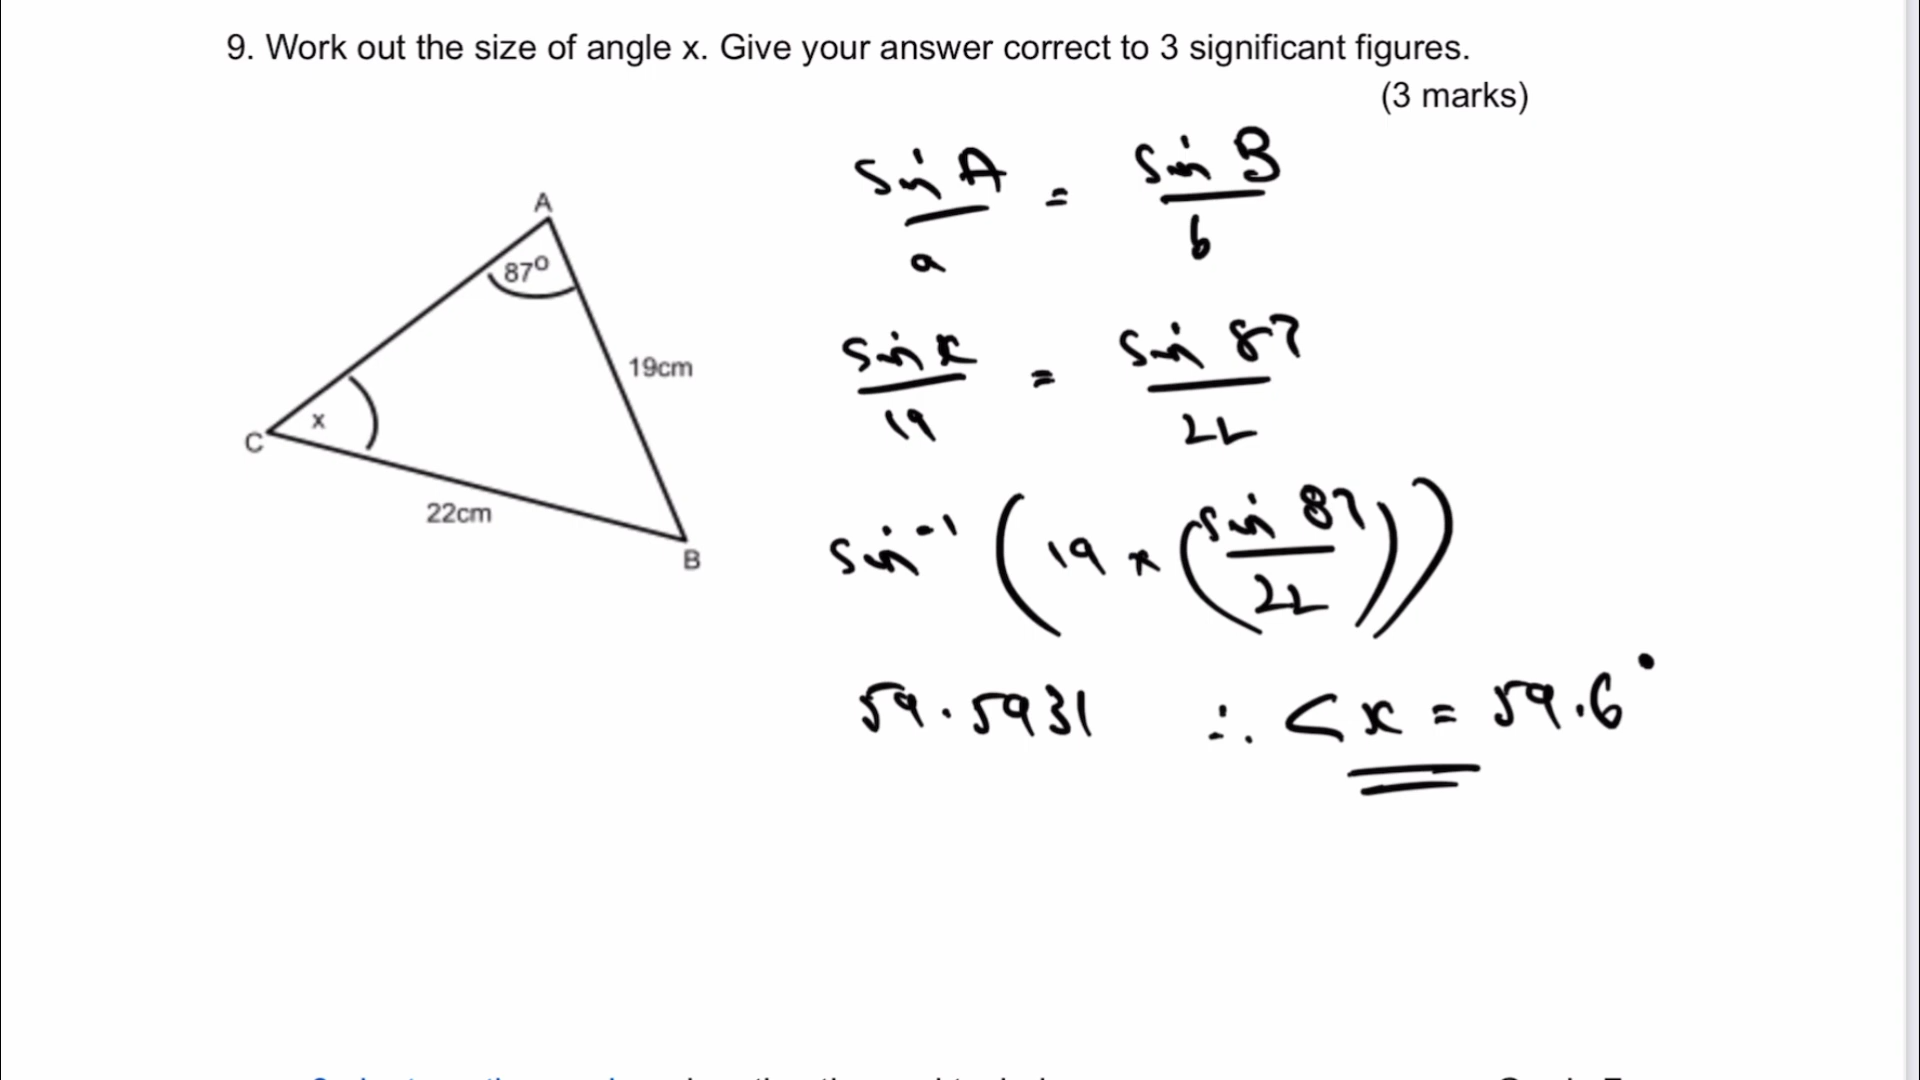 9. Work out the size of angle x. Give your answer correct to 3 significant figures.
(3 marks)
A
87⁰
19cm
x
C
22cm
B
sin A / a = sin B / b
sin x / 19 = sin 87 / 22
sin⁻¹ ( 19 × ( sin 87 / 22 ) )
59.5931 ∴ < x = 59.6°